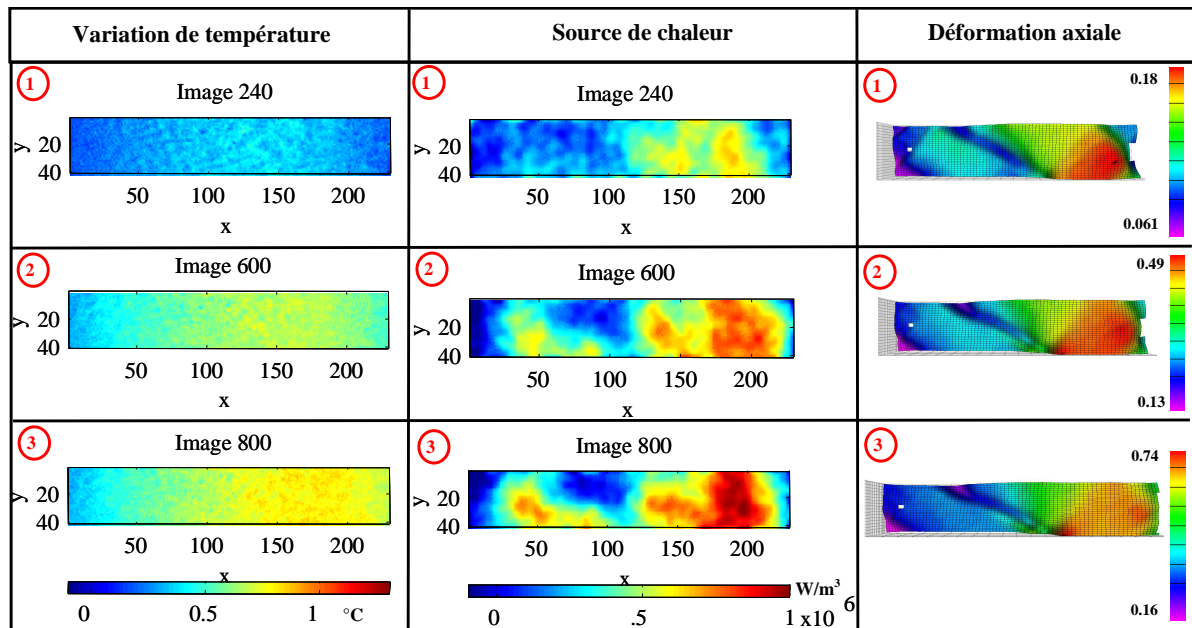 Variation de température
Source de chaleur
Déformation axiale
1
Image 240
y
20
40
50 100 150 200
x
1
Image 240
y
20
40
50 100 150 200
x
1
0.18
0.061
2
Image 600
y
20
40
50 100 150 200
x
2
Image 600
y
20
40
50 100 150 200
x
2
0.49
0.13
3
Image 800
y
20
40
50 100 150 200
x
0 0.5 1 °C
3
Image 800
y
20
40
50 100 150 200
x
W/m³
0 .5 1 x10⁶
3
0.74
0.16